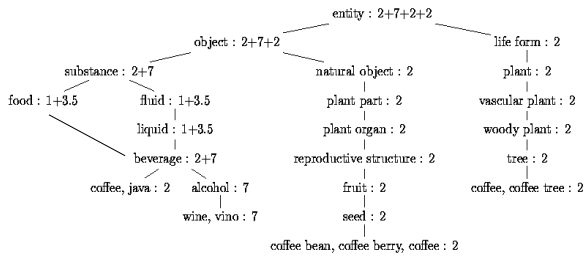 entity : 2+7+2+2
object : 2+7+2 life form : 2
substance : 2+7 natural object : 2 plant : 2
food : 1+3.5 fluid : 1+3.5 plant part : 2 vascular plant : 2
liquid : 1+3.5 plant organ : 2 woody plant : 2
beverage : 2+7 reproductive structure : 2 tree : 2
coffee, java : 2 alcohol : 7 fruit : 2 coffee, coffee tree : 2
wine, vino : 7 seed : 2
coffee bean, coffee berry, coffee : 2